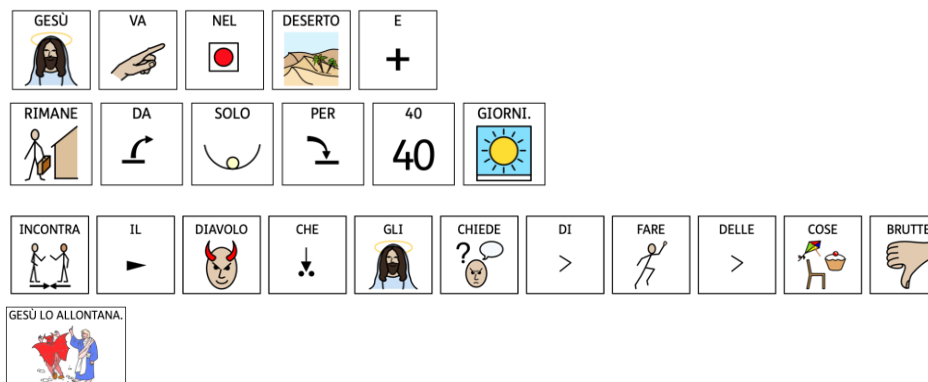 GESÙ VA NEL DESERTO E
+
RIMANE DA SOLO PER 40 GIORNI.
40
INCONTRA IL DIAVOLO CHE GLI CHIEDE DI FARE DELLE COSE BRUTTE
? > >
GESÙ LO ALLONTANA.